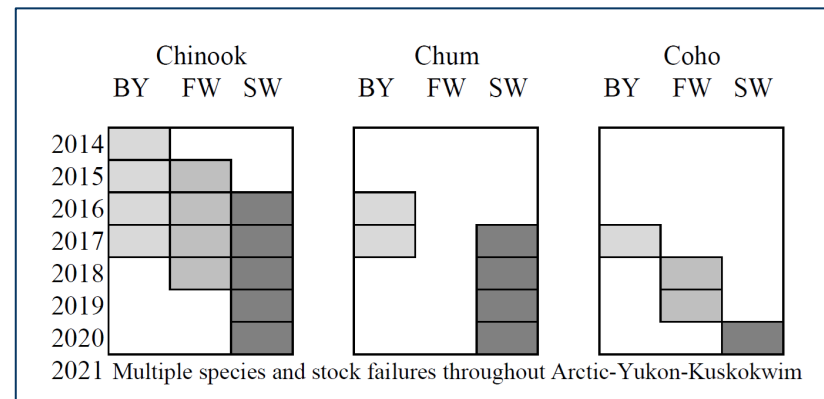 Chinook Chum Coho
BY FW SW BY FW SW BY FW SW
2014
2015
2016
2017
2018
2019
2020
2021 Multiple species and stock failures throughout Arctic-Yukon-Kuskokwim